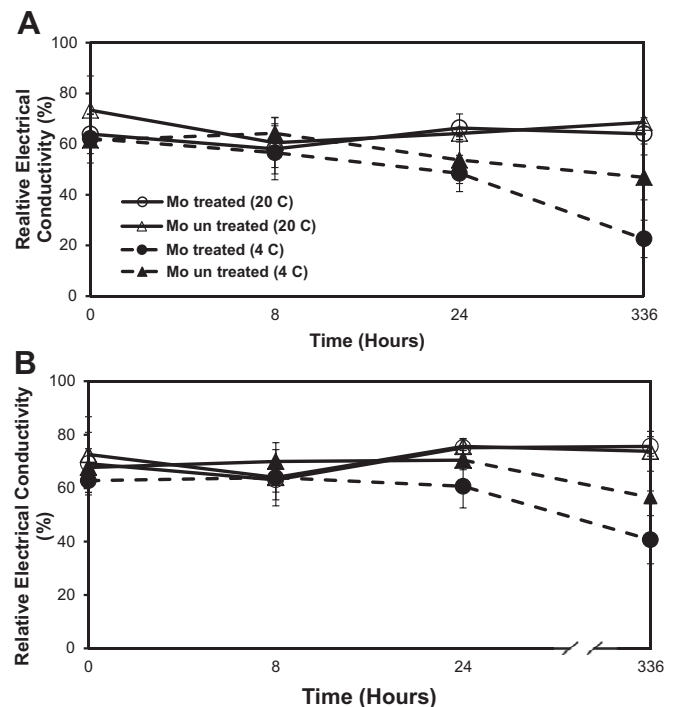 A
100
80
60
40
20
0
Realtive Electrical
Conductivity (%)
Mo treated (20 C)
Mo un treated (20 C)
Mo treated (4 C)
Mo un treated (4 C)
0 8 24 336
Time (Hours)
B
100
80
60
40
20
0
Relative Electrical Conductivity
(%)
0 8 24 336
Time (Hours)